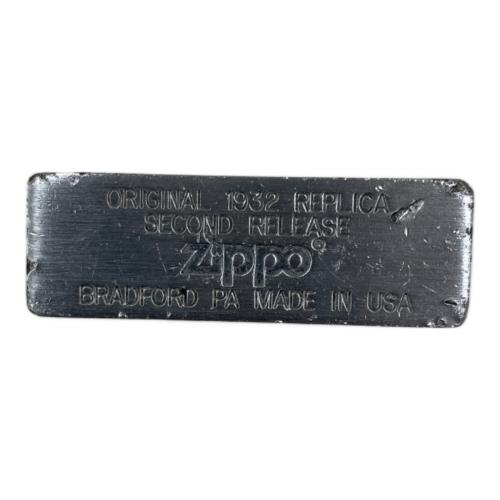 ORIGINAL 1932 REPLICA
SECOND RELEASE
Zippo®
BRADFORD PA MADE IN USA